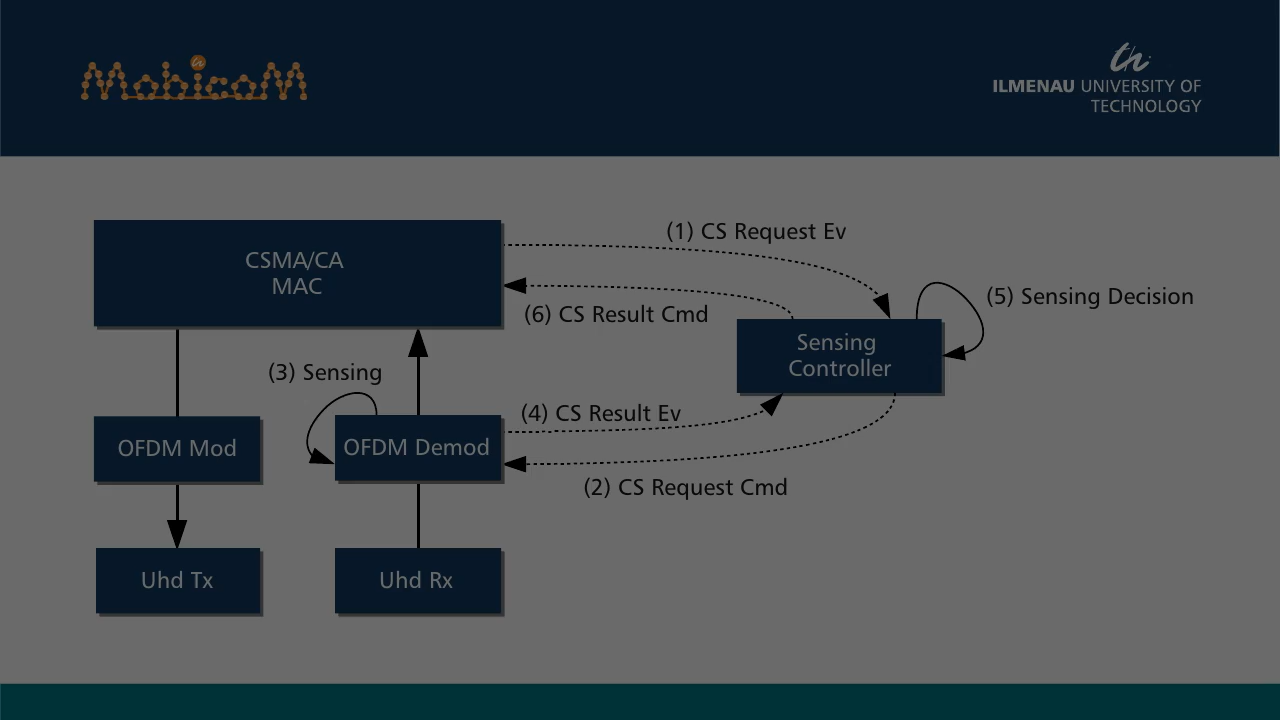 MobicoM
th
ILMENAU UNIVERSITY OF
TECHNOLOGY
(1) CS Request Ev
CSMA/CA
MAC
(5) Sensing Decision
(6) CS Result Cmd
Sensing
Controller
(3) Sensing
(4) CS Result Ev
OFDM Mod
OFDM Demod
(2) CS Request Cmd
Uhd Tx
Uhd Rx